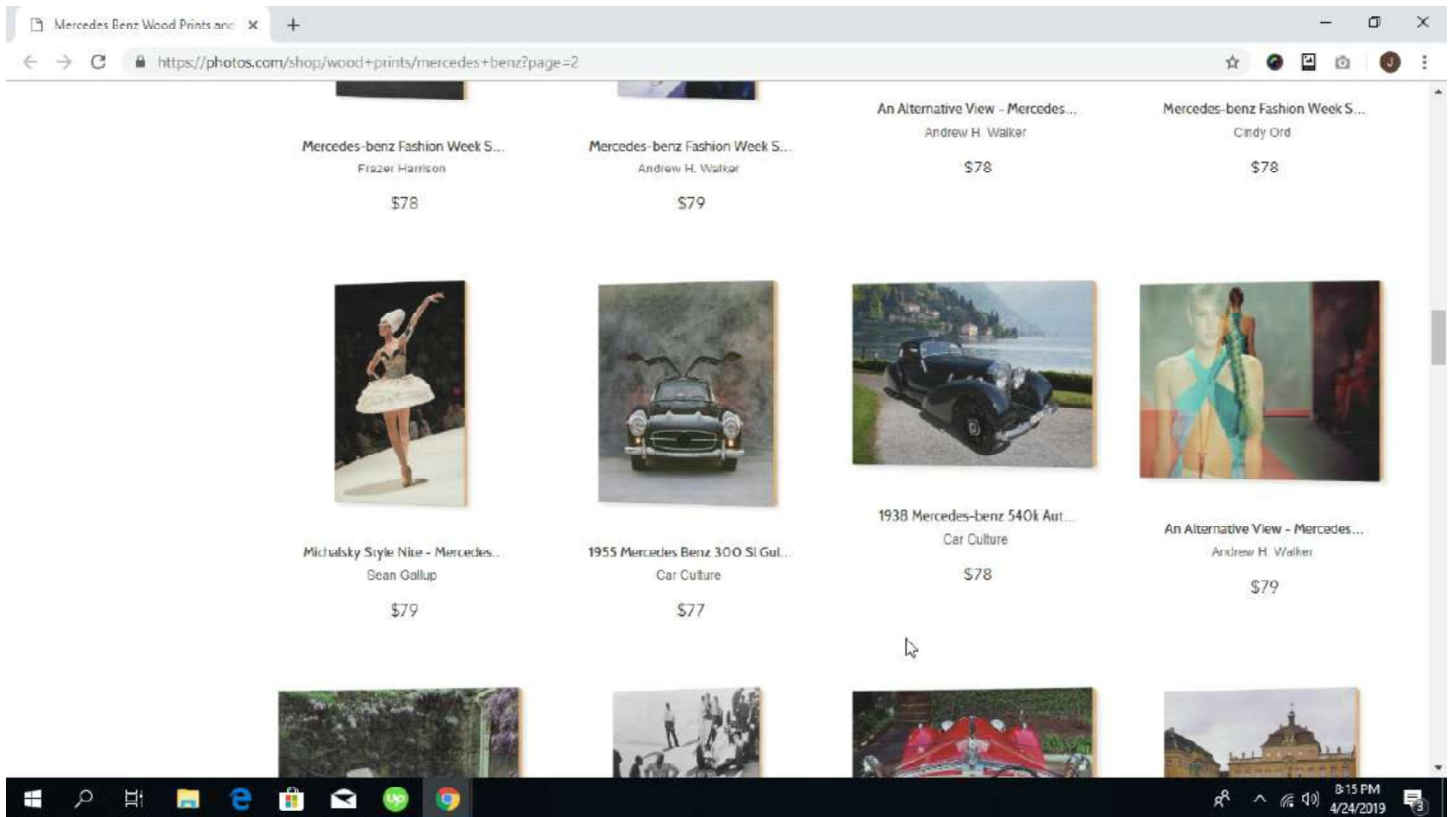 Mercedes Benz Wood Prints and
https://photos.com/shop/wood+prints/mercedes+benz?page=2
J
Mercedes-benz Fashion Week S...
Frazer Harrison
$78
Mercedes-benz Fashion Week S...
Andrew H. Walker
$79
An Alternative View - Mercedes...
Andrew H. Walker
$78
Mercedes-benz Fashion Week S...
Cindy Ord
$78
Michalsky Style Nite - Mercedes...
Sean Gallup
$79
1955 Mercedes Benz 300 Sl Gul...
Car Culture
$77
1938 Mercedes-benz 540k Aut...
Car Culture
$78
An Alternative View - Mercedes...
Andrew H. Walker
$79
Up
8:15 PM
4/24/2019
3